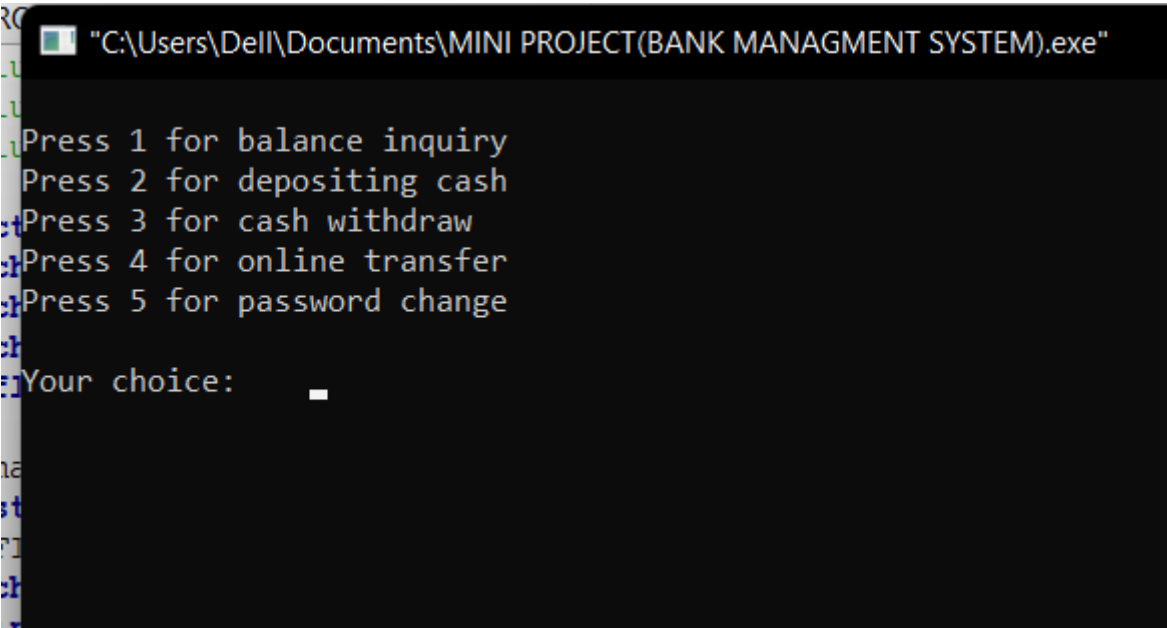 "C:\Users\Dell\Documents\MINI PROJECT(BANK MANAGMENT SYSTEM).exe"
Press 1 for balance inquiry
Press 2 for depositing cash
Press 3 for cash withdraw
Press 4 for online transfer
Press 5 for password change
Your choice: